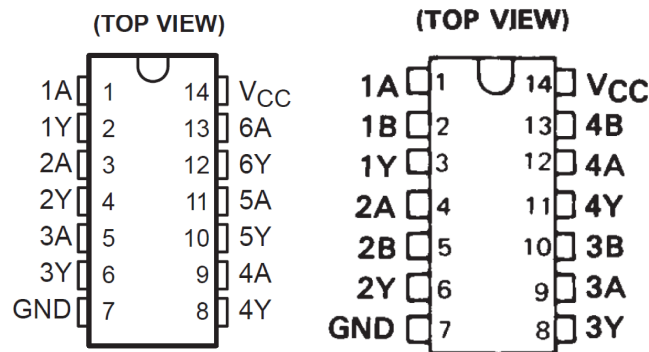 (TOP VIEW)
1A 1 14 VCC
1Y 2 13 6A
2A 3 12 6Y
2Y 4 11 5A
3A 5 10 5Y
3Y 6 9 4A
GND 7 8 4Y
(TOP VIEW)
1A 1 14 VCC
1B 2 13 4B
1Y 3 12 4A
2A 4 11 4Y
2B 5 10 3B
2Y 6 9 3A
GND 7 8 3Y